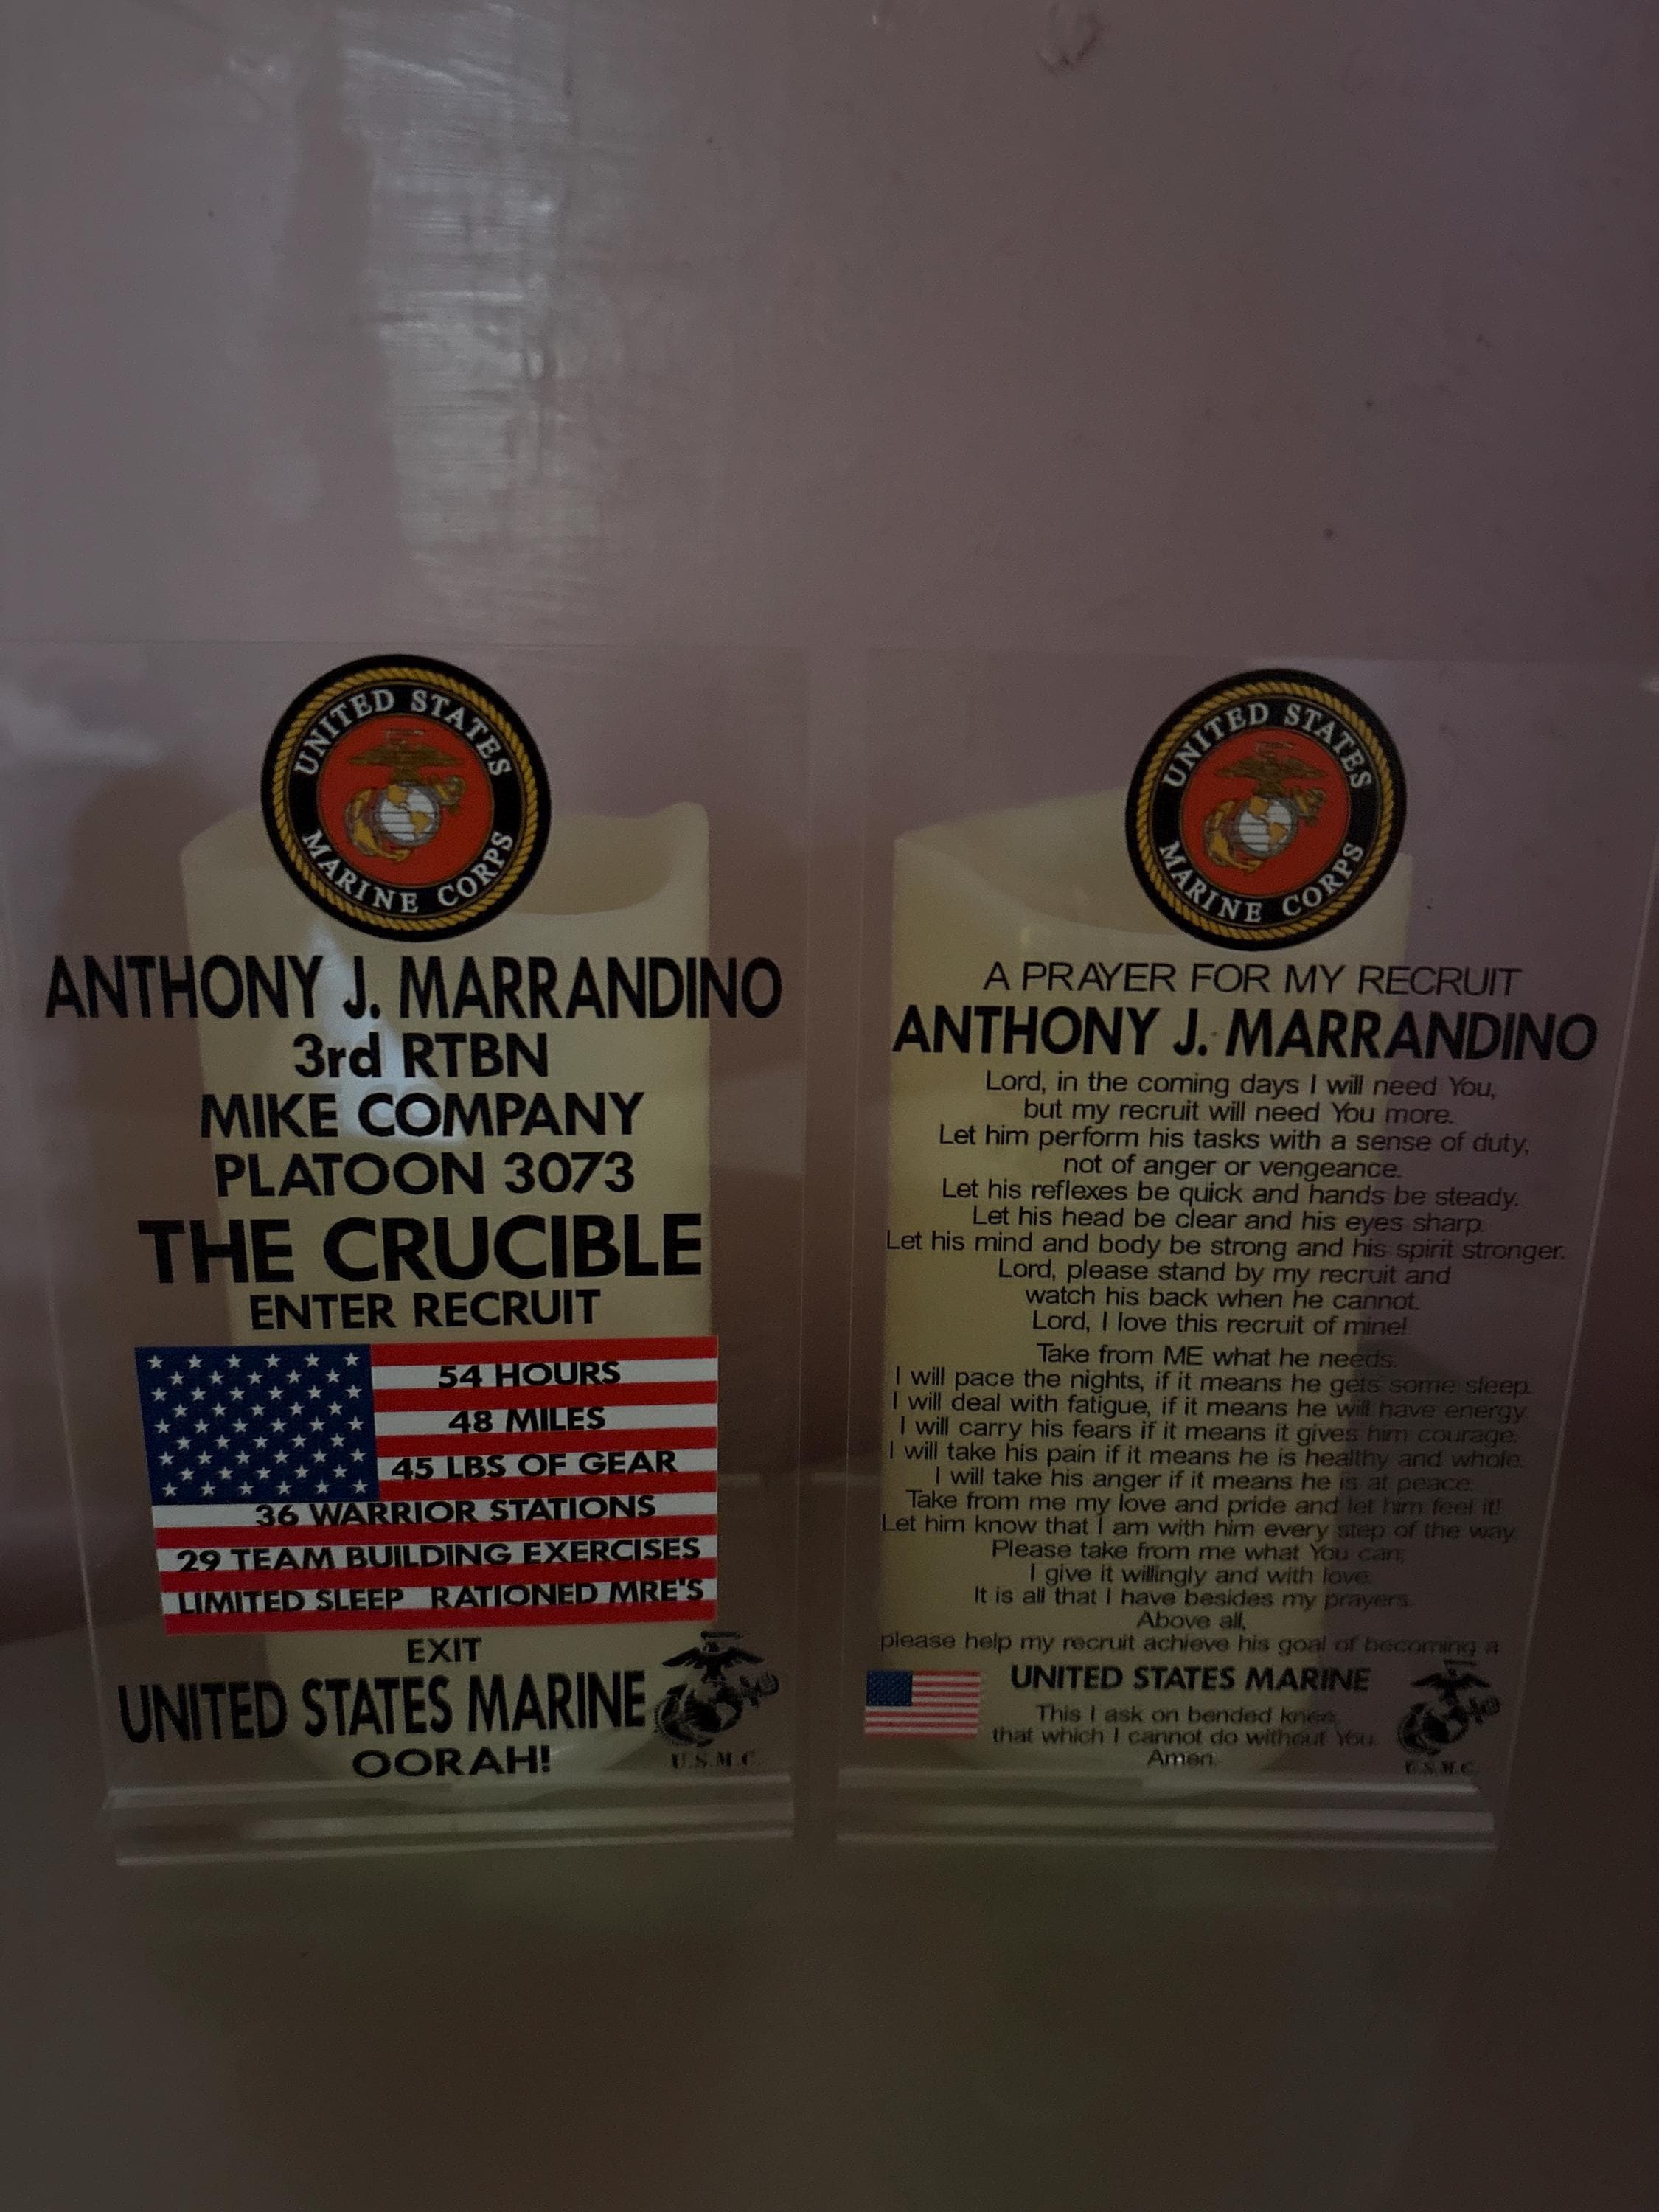 UNITED STATES
MARINE CORPS
ANTHONY J. MARRANDINO
3rd RTBN
MIKE COMPANY
PLATOON 3073
THE CRUCIBLE
ENTER RECRUIT
54 HOURS
48 MILES
45 LBS OF GEAR
36 WARRIOR STATIONS
29 TEAM BUILDING EXERCISES
LIMITED SLEEP RATIONED MRE'S
EXIT
UNITED STATES MARINE
OORAH!
U.S.M.C.
UNITED STATES
MARINE CORPS
A PRAYER FOR MY RECRUIT
ANTHONY J. MARRANDINO
Lord, in the coming days I will need You,
but my recruit will need You more.
Let him perform his tasks with a sense of duty,
not of anger or vengeance.
Let his reflexes be quick and hands be steady.
Let his head be clear and his eyes sharp.
Let his mind and body be strong and his spirit stronger.
Lord, please stand by my recruit and
watch his back when he cannot.
Lord, I love this recruit of mine!
Take from ME what he needs.
I will pace the nights, if it means he gets some sleep.
I will deal with fatigue, if it means he will have energy.
I will carry his fears if it means it gives him courage.
I will take his pain if it means he is healthy and whole.
I will take his anger if it means he is at peace.
Take from me my love and pride and let him feel it!
Let him know that I am with him every step of the way.
Please take from me what You can;
I give it willingly and with love.
It is all that I have besides my prayers.
Above all,
please help my recruit achieve his goal of becoming a
UNITED STATES MARINE
This I ask on bended knee,
that which I cannot do without You.
Amen.
U.S.M.C.